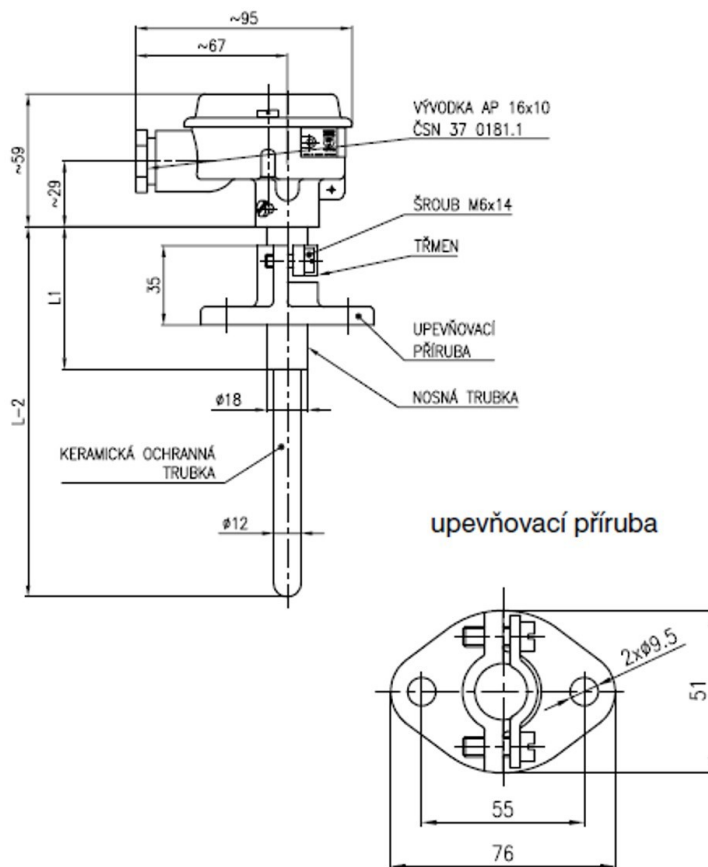 ~95
~67
VÝVODKA AP 16x10
ČSN 37 0181.1
~59
~29
ŠROUB M6x14
TŘMEN
35
L1
UPEVŇOVACÍ
PŘÍRUBA
L-2
NOSNÁ TRUBKA
ø18
KERAMICKÁ OCHRANNÁ
TRUBKA
ø12
upevňovací příruba
2xø9.5
51
55
76